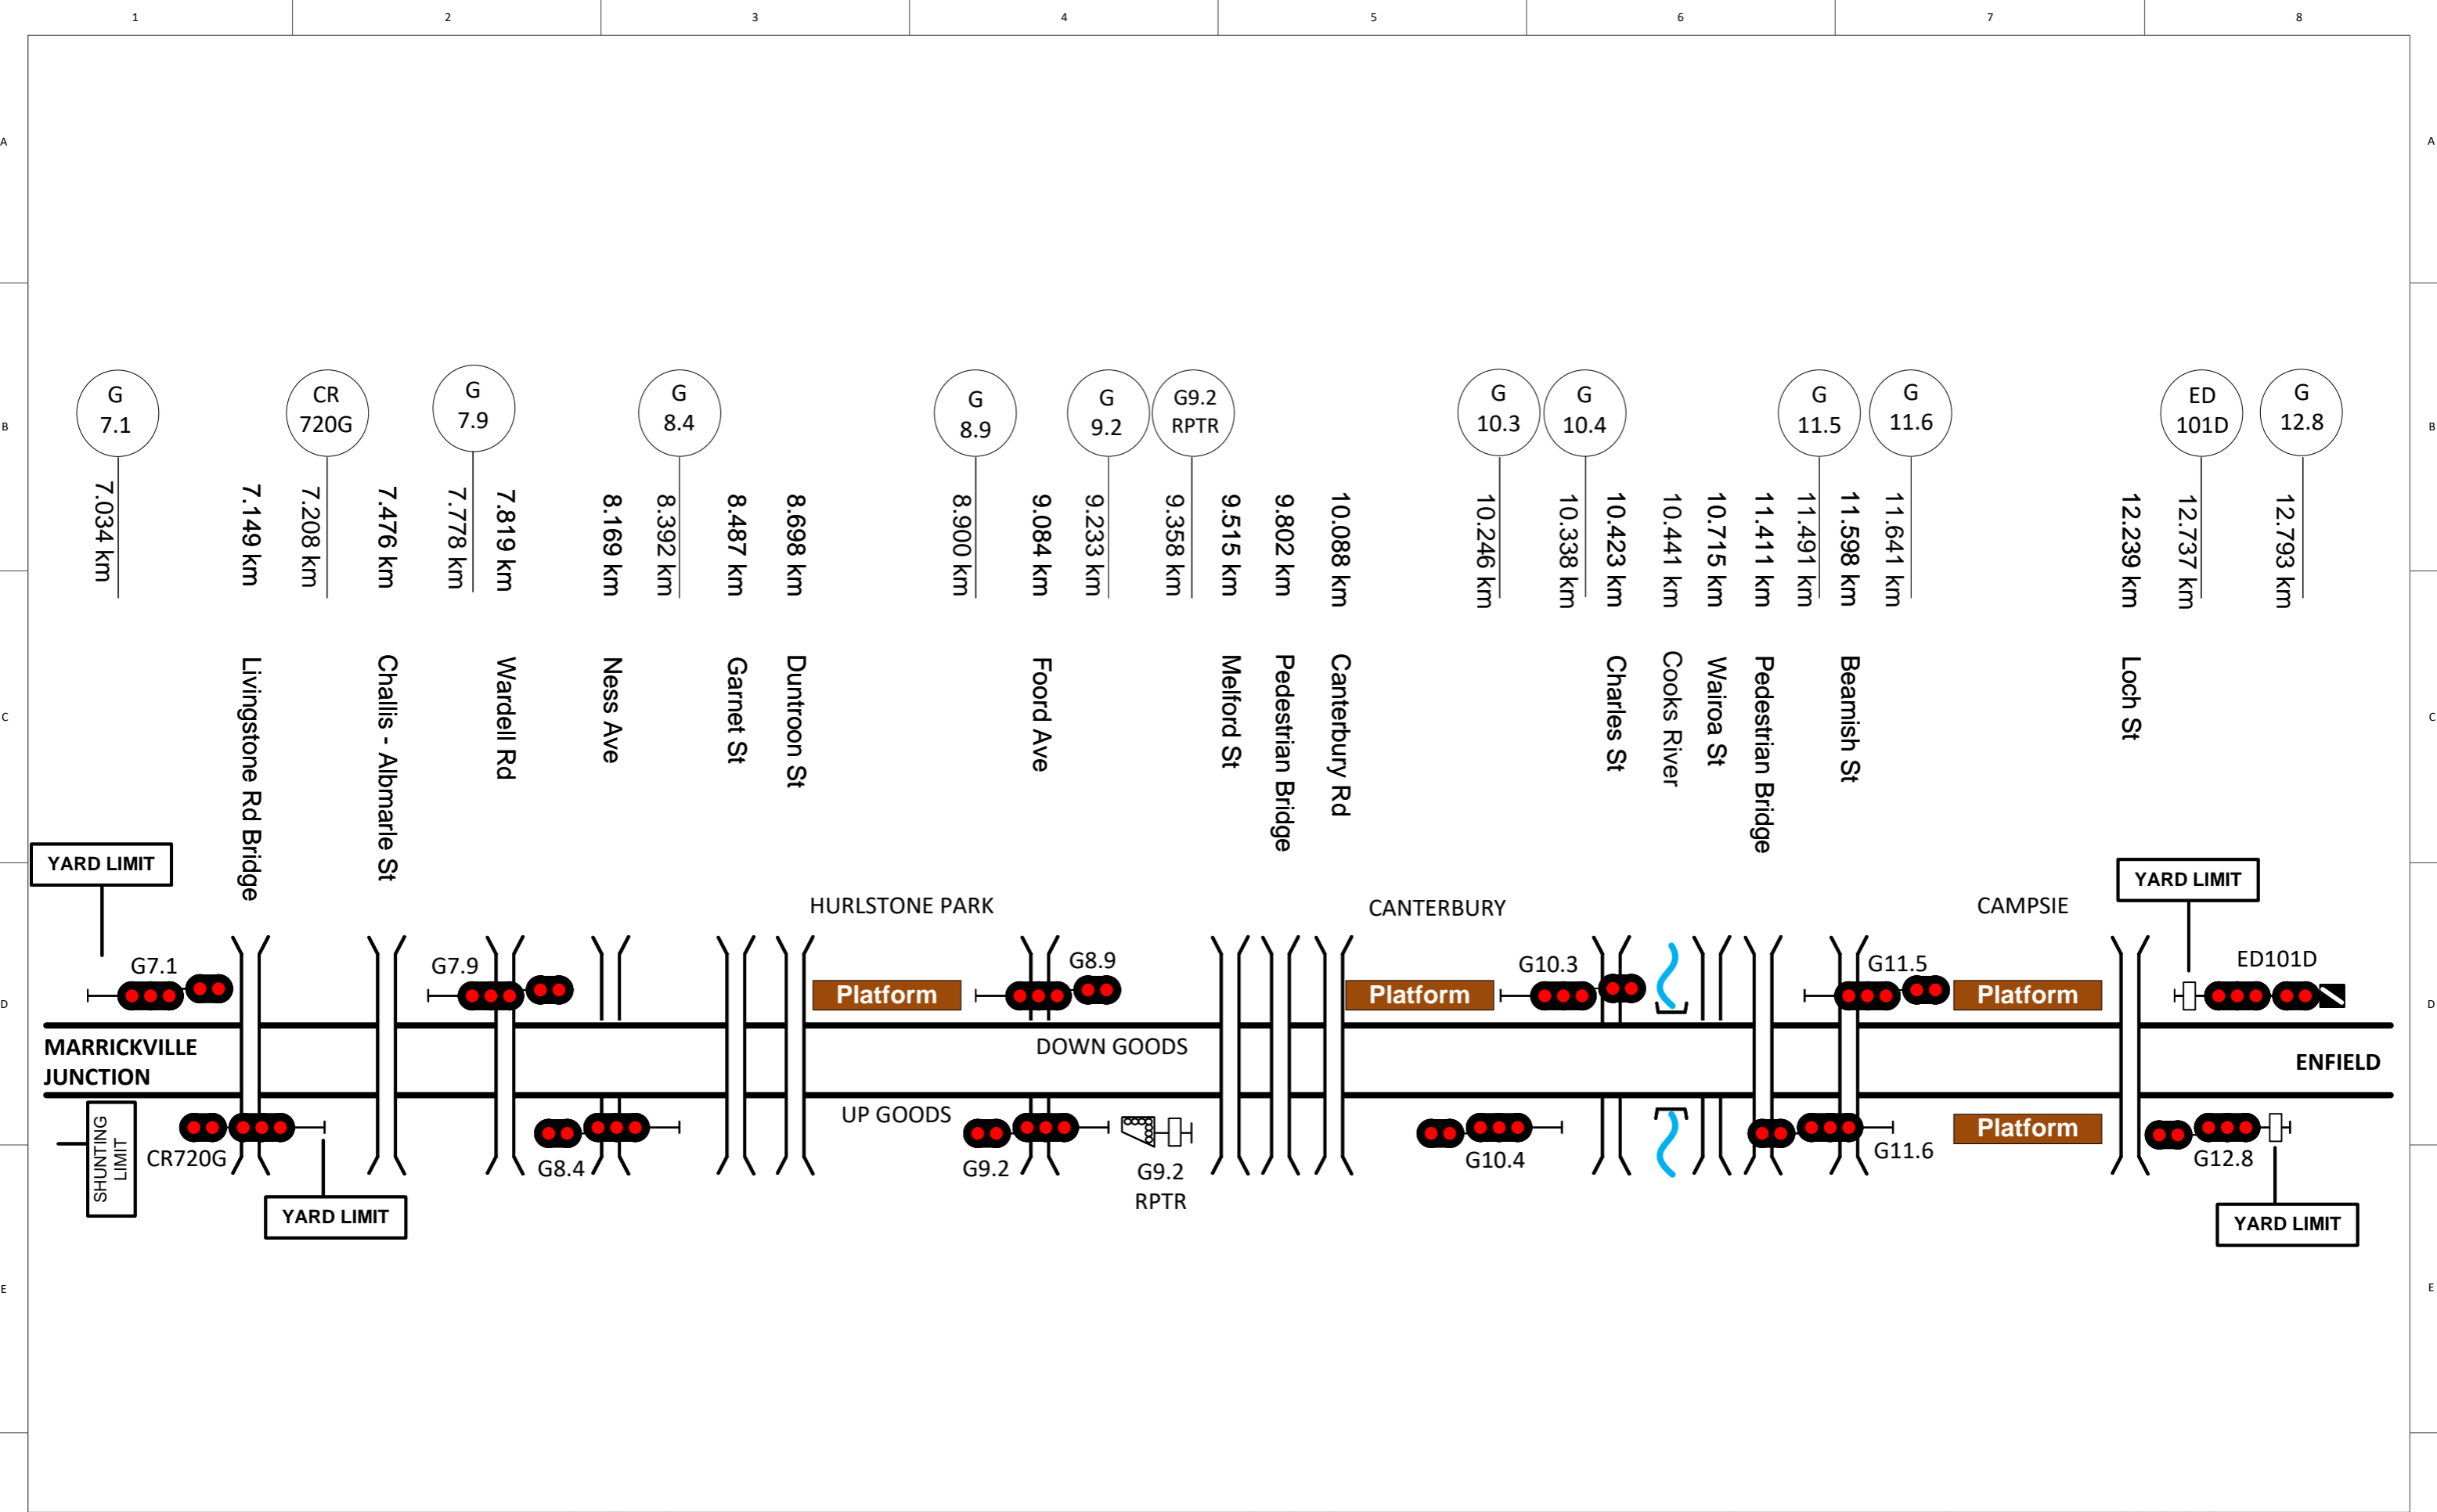 1 2 3 4 5 6 7 8
A A
G
7.1
CR
720G
G
7.9
G
8.4
G
8.9
G
9.2
G9.2
RPTR
G
10.3
G
10.4
G
11.5
G
11.6
ED
101D
G
12.8
B B
7.034 km
7.149 km
7.208 km
7.476 km
7.778 km
7.819 km
8.169 km
8.392 km
8.487 km
8.698 km
8.900 km
9.084 km
9.233 km
9.358 km
9.515 km
9.802 km
10.088 km
10.246 km
10.338 km
10.423 km
10.441 km
10.715 km
11.411 km
11.491 km
11.598 km
11.641 km
12.239 km
12.737 km
12.793 km
Livingstone Rd Bridge
Challis - Albmarle St
Wardell Rd
Ness Ave
Garnet St
Duntroon St
Foord Ave
Melford St
Pedestrian Bridge
Canterbury Rd
Charles St
Cooks River
Wairoa St
Pedestrian Bridge
Beamish St
Loch St
C C
YARD LIMIT
YARD LIMIT
HURLSTONE PARK
CANTERBURY
CAMPSIE
G7.1
G7.9
G8.9
G10.3
G11.5
ED101D
Platform
Platform
Platform
D D
MARRICKVILLE
JUNCTION
DOWN GOODS
ENFIELD
UP GOODS
SHUNTING
LIMIT
CR720G
G8.4
G9.2
G9.2
RPTR
G10.4
G11.6
Platform
G12.8
YARD LIMIT
YARD LIMIT
E E